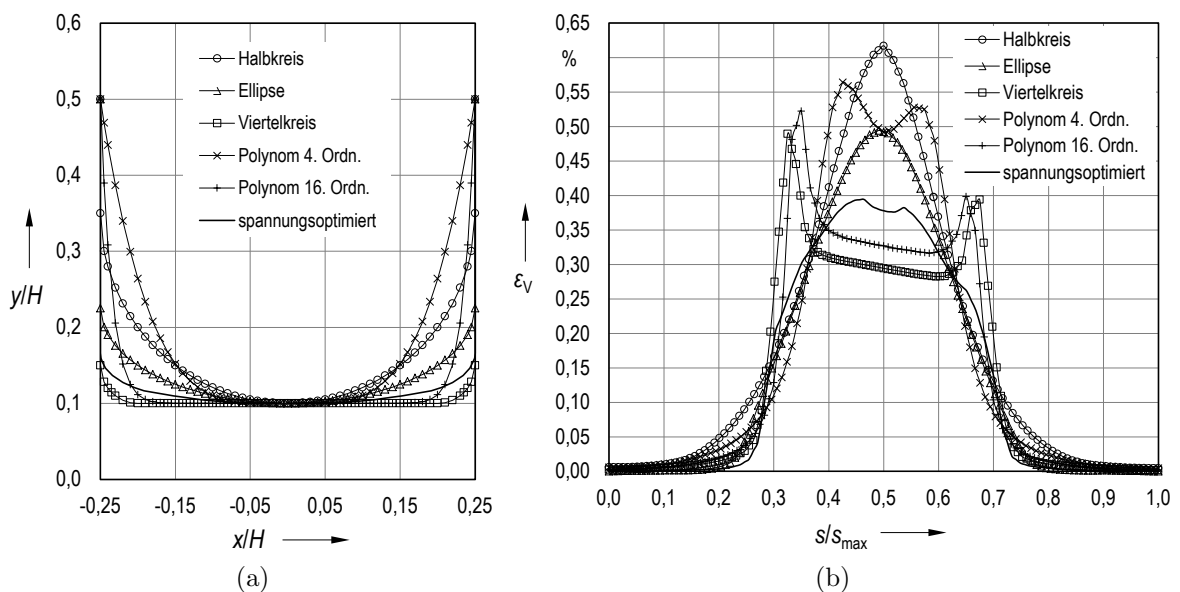 0,6
0,5
0,4
0,3
0,2
0,1
0,0
y/H
Halbkreis
Ellipse
Viertelkreis
Polynom 4. Ordn.
Polynom 16. Ordn.
spannungsoptimiert
-0,25 -0,15 -0,05 0,05 0,15 0,25
x/H
(a)
0,65
%
0,55
0,50
0,45
0,40
0,35
0,30
0,25
0,20
0,15
0,10
0,05
0,00
εV
Halbkreis
Ellipse
Viertelkreis
Polynom 4. Ordn.
Polynom 16. Ordn.
spannungsoptimiert
0,0 0,1 0,2 0,3 0,4 0,5 0,6 0,7 0,8 0,9 1,0
s/smax
(b)